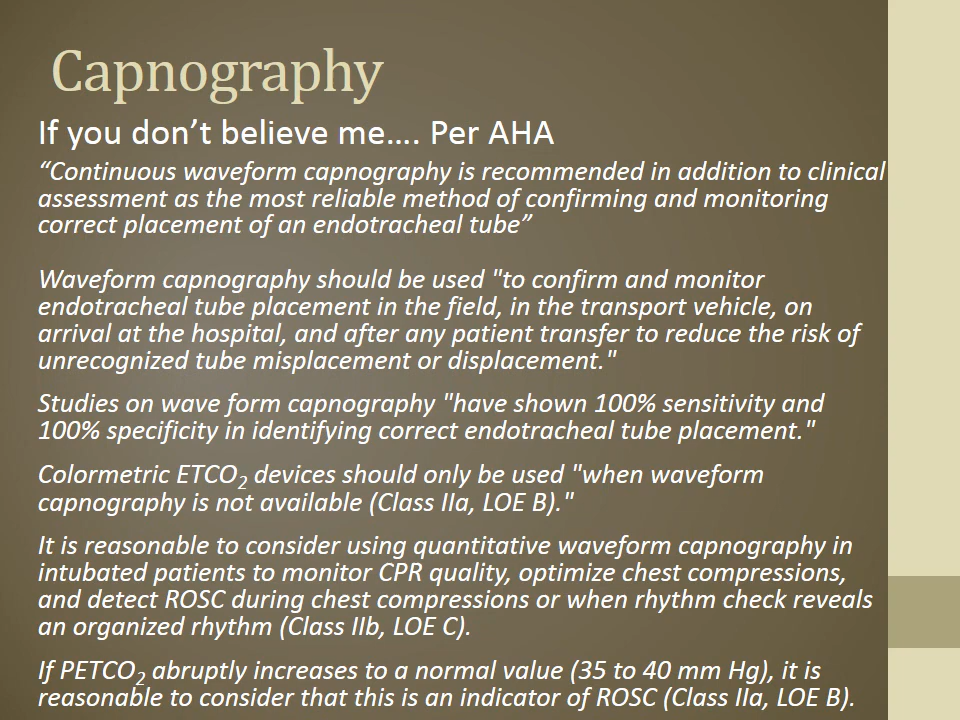 Capnography
If you don’t believe me…. Per AHA
“Continuous waveform capnography is recommended in addition to clinical
assessment as the most reliable method of confirming and monitoring
correct placement of an endotracheal tube”
Waveform capnography should be used "to confirm and monitor
endotracheal tube placement in the field, in the transport vehicle, on
arrival at the hospital, and after any patient transfer to reduce the risk of
unrecognized tube misplacement or displacement."
Studies on wave form capnography "have shown 100% sensitivity and
100% specificity in identifying correct endotracheal tube placement."
Colormetric ETCO2 devices should only be used "when waveform
capnography is not available (Class IIa, LOE B)."
It is reasonable to consider using quantitative waveform capnography in
intubated patients to monitor CPR quality, optimize chest compressions,
and detect ROSC during chest compressions or when rhythm check reveals
an organized rhythm (Class IIb, LOE C).
If PETCO2 abruptly increases to a normal value (35 to 40 mm Hg), it is
reasonable to consider that this is an indicator of ROSC (Class IIa, LOE B).